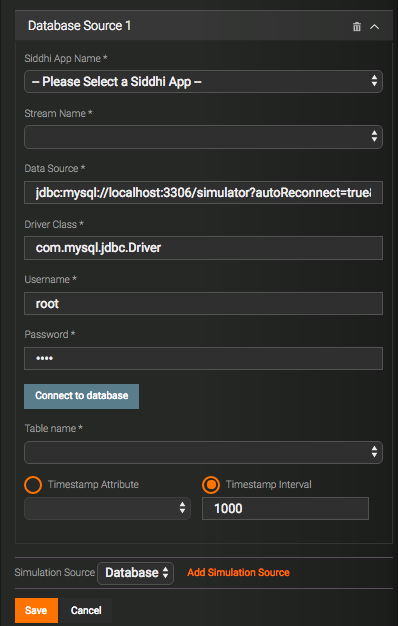 Database Source 1
Siddhi App Name *
-- Please Select a Siddhi App --
Stream Name *
Data Source *
jdbc:mysql://localhost:3306/simulator?autoReconnect=true&
Driver Class *
com.mysql.jdbc.Driver
Username *
root
Password *
••••
Connect to database
Table name *
Timestamp Attribute Timestamp Interval
1000
Simulation Source Database Add Simulation Source
Save Cancel